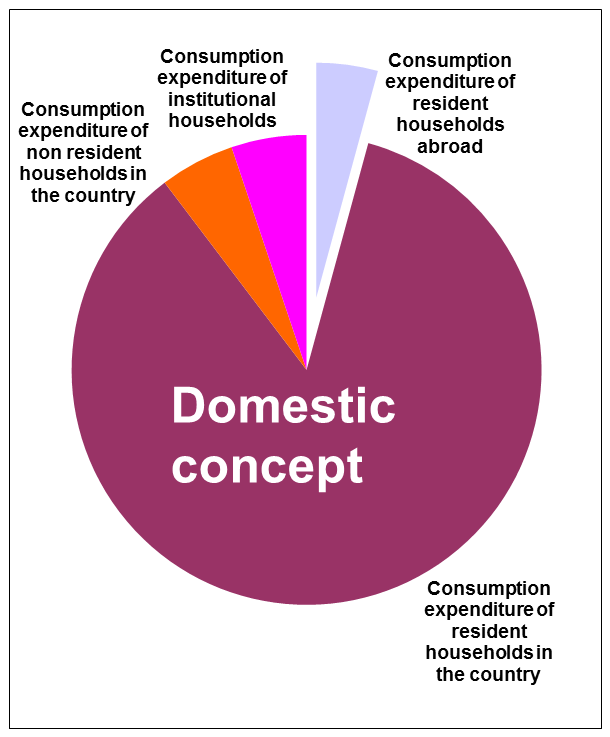 Consumption
expenditure of
institutional
households
Consumption
expenditure of
resident
households
abroad
Consumption
expenditure of
non resident
households in
the country
Domestic
concept
Consumption
expenditure of
resident
households in
the country